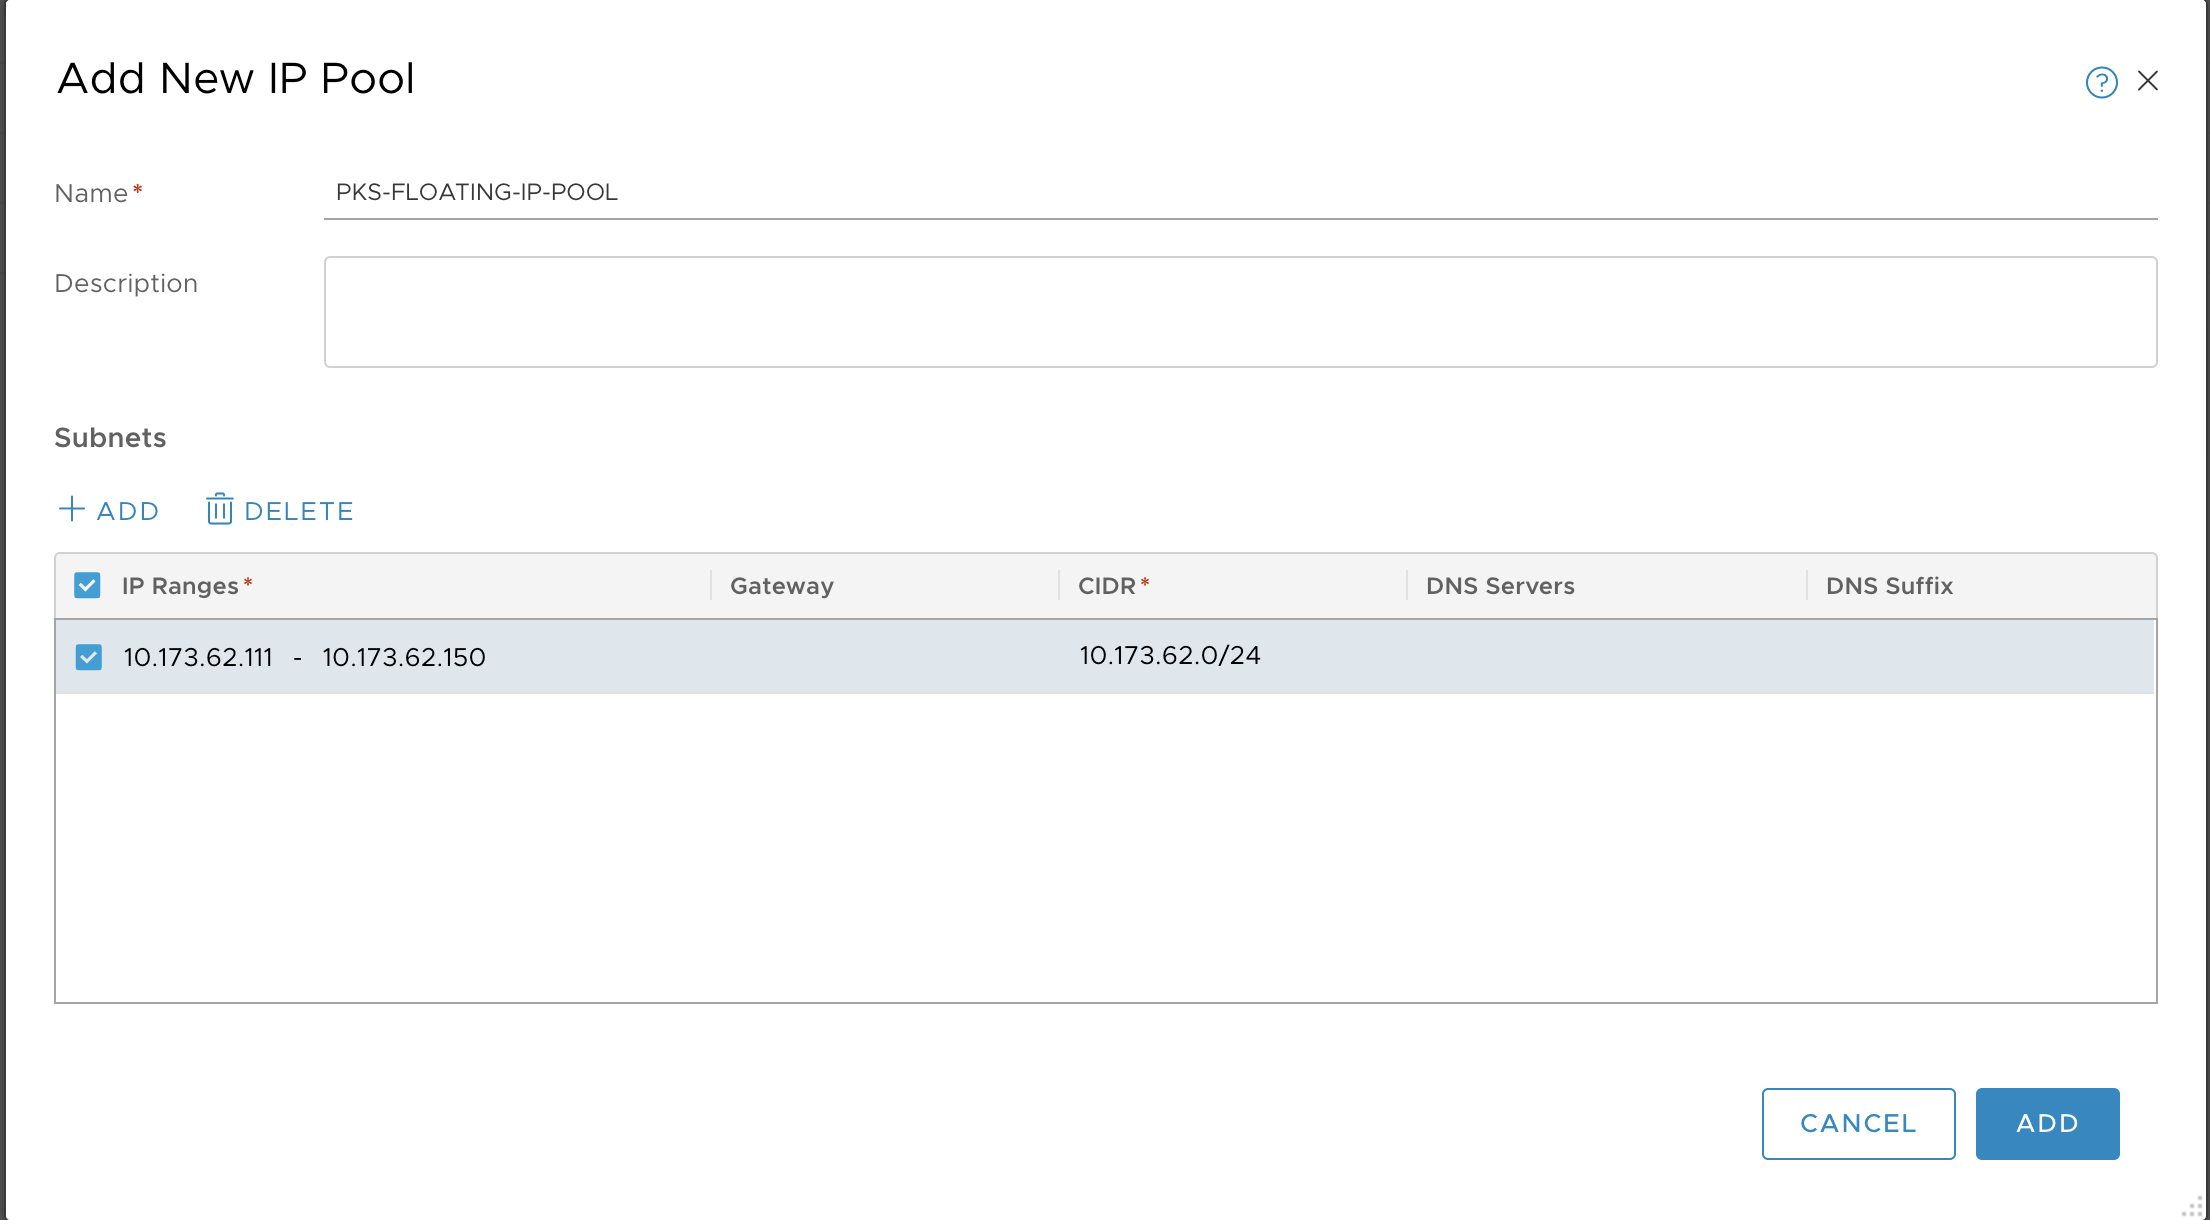 Add New IP Pool
?
Name*
PKS-FLOATING-IP-POOL
Description
Subnets
ADD DELETE
IP Ranges* Gateway CIDR* DNS Servers DNS Suffix
10.173.62.111 - 10.173.62.150 10.173.62.0/24
CANCEL ADD